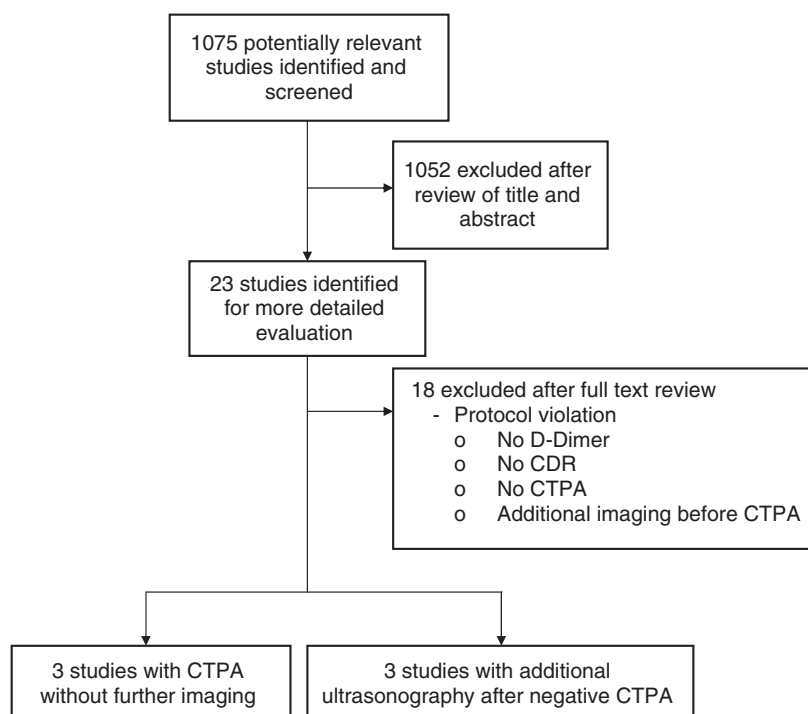 1075 potentially relevant
studies identified and
screened
1052 excluded after
review of title and
abstract
23 studies identified
for more detailed
evaluation
18 excluded after full text review
- Protocol violation
o No D-Dimer
o No CDR
o No CTPA
o Additional imaging before CTPA
3 studies with CTPA
without further imaging
3 studies with additional
ultrasonography after negative CTPA